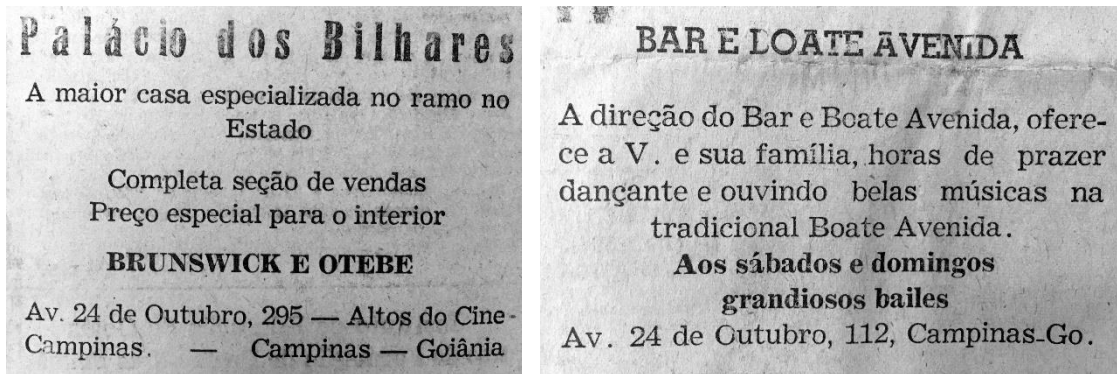 Palácio dos Bilhares
A maior casa especializada no ramo no
Estado
Completa seção de vendas
Preço especial para o interior
BRUNSWICK E OTEBE
Av. 24 de Outubro, 295 — Altos do Cine
Campinas. — Campinas — Goiânia
BAR E LOATE AVENIDA
A direção do Bar e Boate Avenida, ofere-
ce a V. e sua família, horas de prazer
dançante e ouvindo belas músicas na
tradicional Boate Avenida.
Aos sábados e domingos
grandiosos bailes
Av. 24 de Outubro, 112, Campinas-Go.